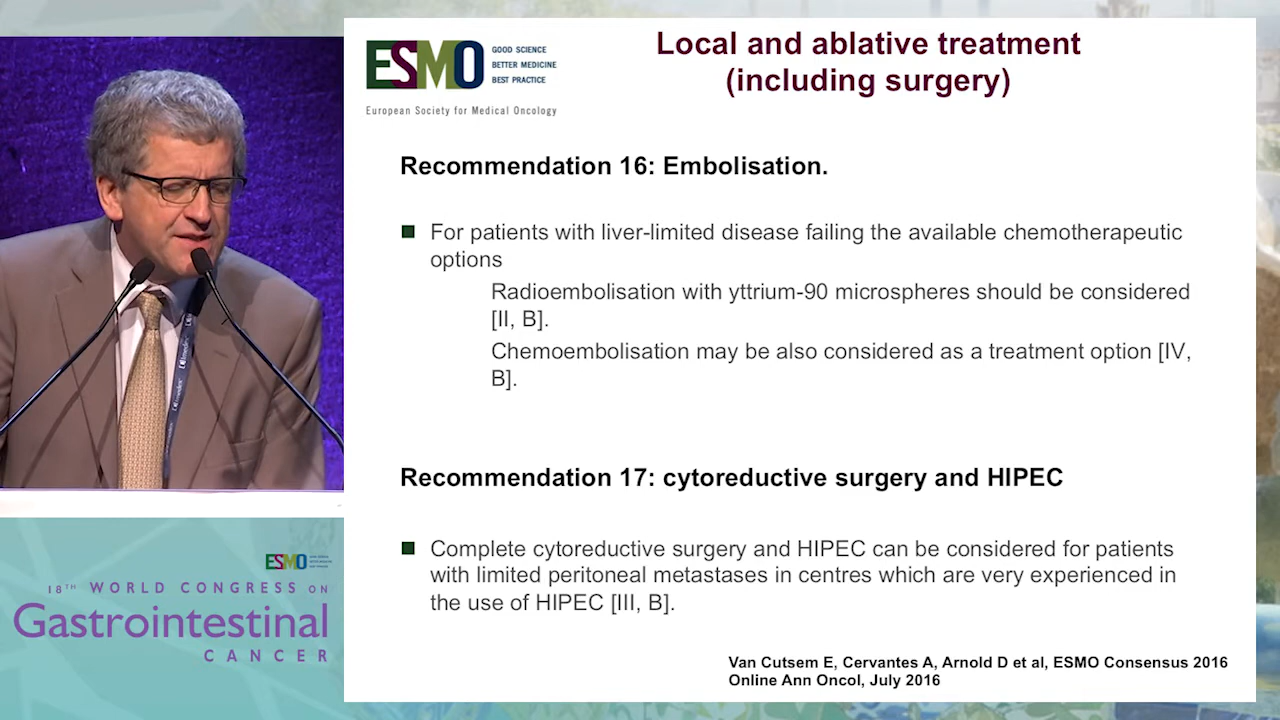 ESMO
GOOD SCIENCE
BETTER MEDICINE
BEST PRACTICE
European Society for Medical Oncology
Local and ablative treatment
(including surgery)
Recommendation 16: Embolisation.
For patients with liver-limited disease failing the available chemotherapeutic
options
Radioembolisation with yttrium-90 microspheres should be considered
[II, B].
Chemoembolisation may be also considered as a treatment option [IV,
B].
Recommendation 17: cytoreductive surgery and HIPEC
Complete cytoreductive surgery and HIPEC can be considered for patients
with limited peritoneal metastases in centres which are very experienced in
the use of HIPEC [III, B].
Van Cutsem E, Cervantes A, Arnold D et al, ESMO Consensus 2016
Online Ann Oncol, July 2016
ESMO
18TH WORLD CONGRESS ON
Gastrointestinal
CANCER